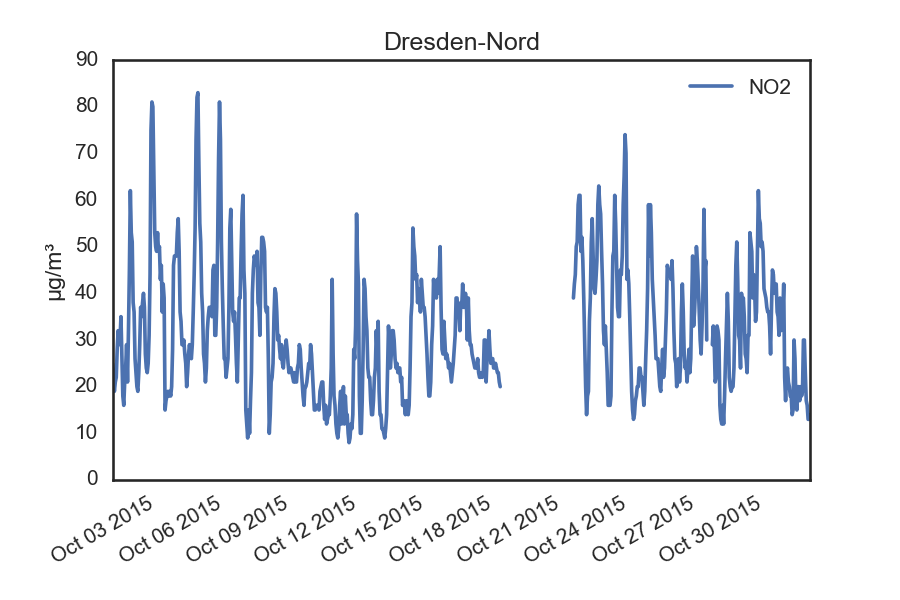 Dresden-Nord
NO2
µg/m³
90
80
70
60
50
40
30
20
10
0
Oct 03 2015
Oct 06 2015
Oct 09 2015
Oct 12 2015
Oct 15 2015
Oct 18 2015
Oct 21 2015
Oct 24 2015
Oct 27 2015
Oct 30 2015